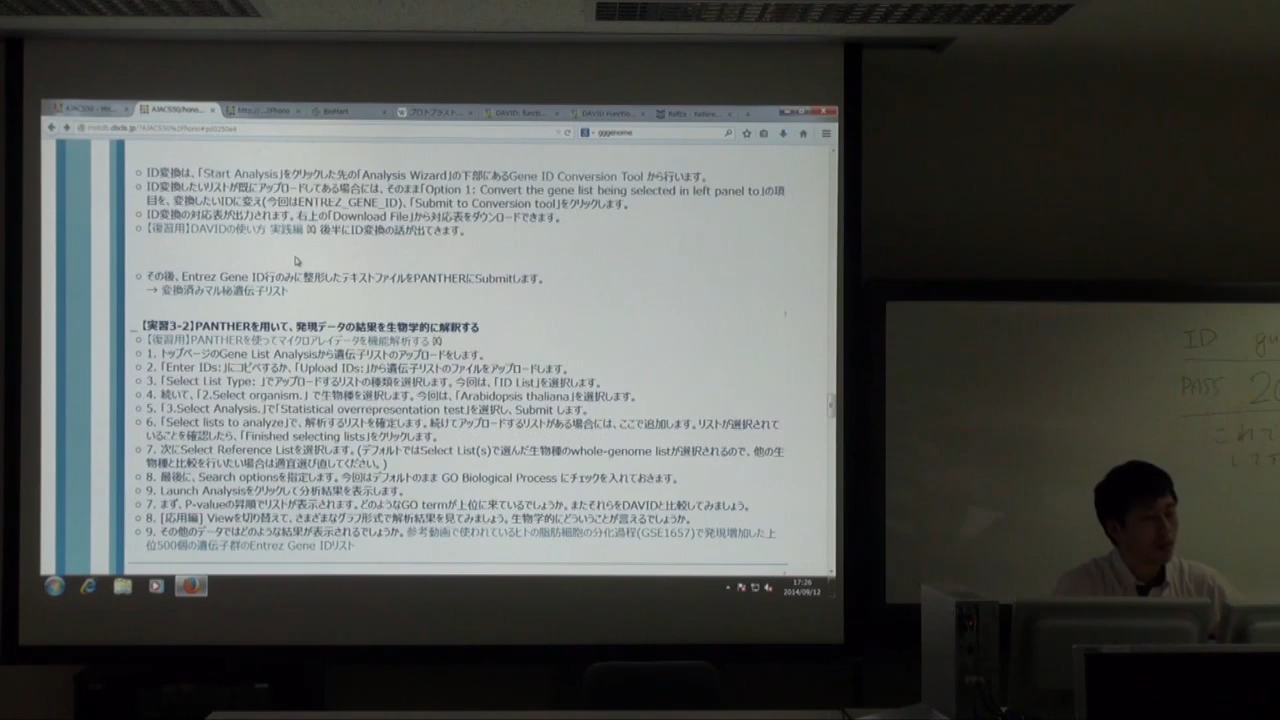 AJACS50/hono...
BioMart
プロトプラスト...
DAVID: Functi...
gggenome
ID変換は、「Start Analysis」をクリックした先の「Analysis Wizard」の下部にあるGene ID Conversion Tool から行います。
ID変換したいリストが既にアップロードしてある場合には、そのまま「Option 1: Convert the gene list being selected in left panel to」の項
目を、変換したいIDに変え(今回はENTREZ_GENE_ID)、「Submit to Conversion tool」をクリックします。
ID変換の対応表が出力されます。右上の「Download File」から対応表をダウンロードできます。
【復習用】DAVIDの使い方 実践編 後半にID変換の話が出てきます。
その後、Entrez Gene ID行のみに整形したテキストファイルをPANTHERにSubmitします。
→ 変換済みマル秘遺伝子リスト
【実習3-2】PANTHERを用いて、発現データの結果を生物学的に解釈する
【復習用】PANTHERを使ってマイクロアレイデータを機能解析する
1. トップページのGene List Analysisから遺伝子リストのアップロードをします。
2. 「Enter IDs:」にコピペするか、「Upload IDs:」から遺伝子リストのファイルをアップロードします。
3. 「Select List Type: 」でアップロードするリストの種類を選択します。今回は、「ID List」を選択します。
4. 続いて、「2.Select organism. 」で生物種を選択します。今回は、「Arabidopsis thaliana」を選択します。
5. 「3.Select Analysis. 」で「Statistical overrepresentation test」を選択し、Submit します。
6. 「Select lists to analyze」で、解析するリストを確定します。続けてアップロードするリストがある場合には、ここで追加します。リストが選択されて
いることを確認したら、「Finished selecting lists」をクリックします。
7. 次にSelect Reference Listを選択します。(デフォルトではSelect List(s)で選んだ生物種のwhole-genome listが選択されるので、他の生
物種と比較を行いたい場合は適宜選び直してください。)
8. 最後に、Search optionsを指定します。今回はデフォルトのまま GO Biological Process にチェックを入れておきます。
9. Launch Analysisをクリックして分析結果を表示します。
7. まず、P-valueの昇順でリストが表示されます。どのようなGO termが上位に来ているでしょうか。またそれらをDAVIDと比較してみましょう。
8. [応用編] Viewを切り替えて、さまざまなグラフ形式で解析結果を見てみましょう。生物学的にどういうことが言えるでしょうか。
9. その他のデータではどのような結果が表示されるでしょうか。参考動画で使われているヒトの脂肪細胞の分化過程(GSE1657)で発現増加した上
位500個の遺伝子群のEntrez Gene IDリスト
17:26
2014/09/12
ID gu
PASS 20
これで